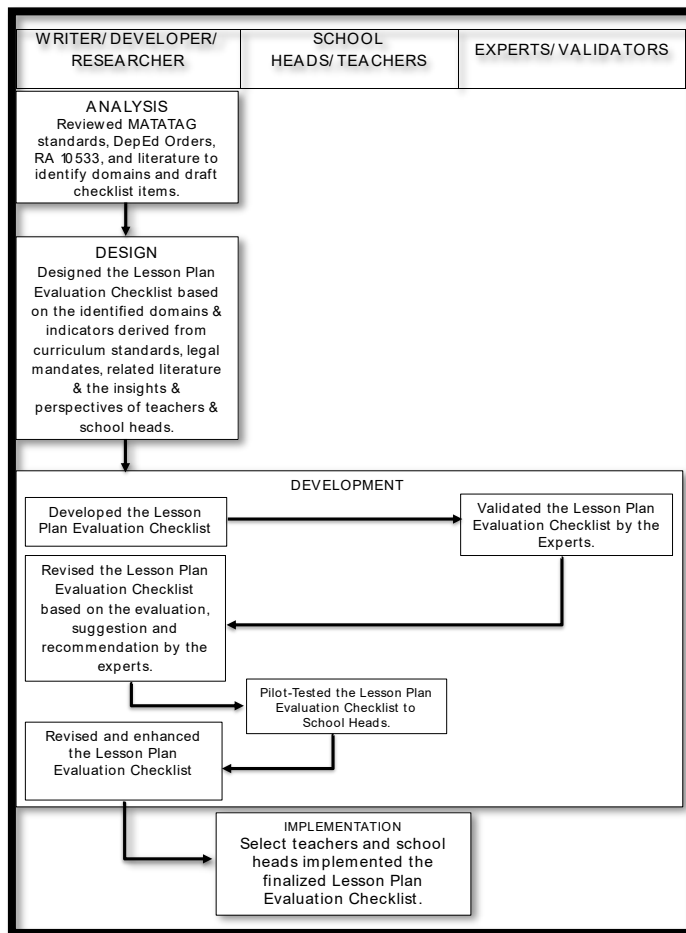 WRITER/ DEVELOPER/
RESEARCHER
SCHOOL
HEADS/ TEACHERS
EXPERTS/ VALIDATORS
ANALYSIS
Reviewed MATATAG
standards, DepEd Orders,
RA 10533, and literature to
identify domains and draft
checklist items.
DESIGN
Designed the Lesson Plan
Evaluation Checklist based
on the identified domains &
indicators derived from
curriculum standards, legal
mandates, related literature
& the insights &
perspectives of teachers &
school heads.
DEVELOPMENT
Developed the Lesson
Plan Evaluation Checklist
Validated the Lesson Plan
Evaluation Checklist by the
Experts.
Revised the Lesson Plan
Evaluation Checklist
based on the evaluation,
suggestion and
recommendation by the
experts.
Pilot-Tested the Lesson Plan
Evaluation Checklist to
School Heads.
Revised and enhanced
the Lesson Plan
Evaluation Checklist
IMPLEMENTATION
Select teachers and school
heads implemented the
finalized Lesson Plan
Evaluation Checklist.